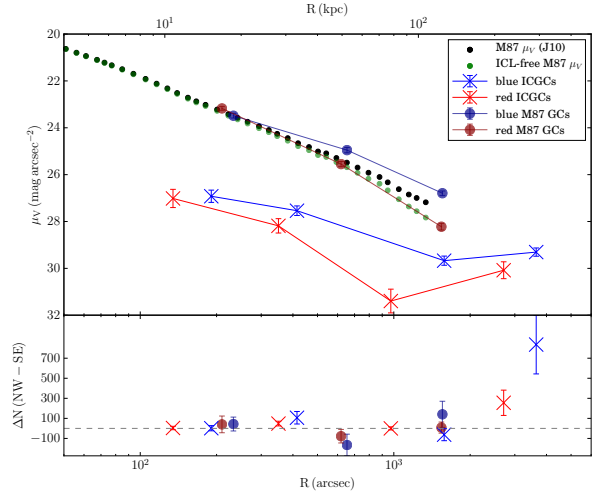 R (kpc)
10¹ 10²
20
22
24
26
28
30
32
μV (mag arcsec⁻²)
M87 μV (J10)
ICL-free M87 μV
blue ICGCs
red ICGCs
blue M87 GCs
red M87 GCs
700
500
300
100
−100
ΔN (NW − SE)
10² 10³
R (arcsec)